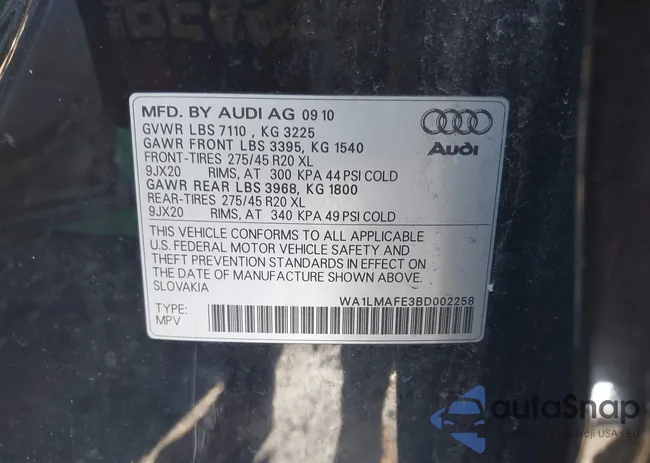 MFD. BY AUDI AG 09 10
GVWR LBS 7110 , KG 3225
GAWR FRONT LBS 3395, KG 1540
FRONT-TIRES 275/45 R20 XL
9JX20 RIMS, AT 300 KPA 44 PSI COLD
GAWR REAR LBS 3968, KG 1800
REAR-TIRES 275/45 R20 XL
9JX20 RIMS, AT 340 KPA 49 PSI COLD
Audi
THIS VEHICLE CONFORMS TO ALL APPLICABLE
U.S. FEDERAL MOTOR VEHICLE SAFETY AND
THEFT PREVENTION STANDARDS IN EFFECT ON
THE DATE OF MANUFACTURE SHOWN ABOVE.
SLOVAKIA
WA1LMAFE3BD002258
TYPE:
MPV
autoSnap
USA i EU